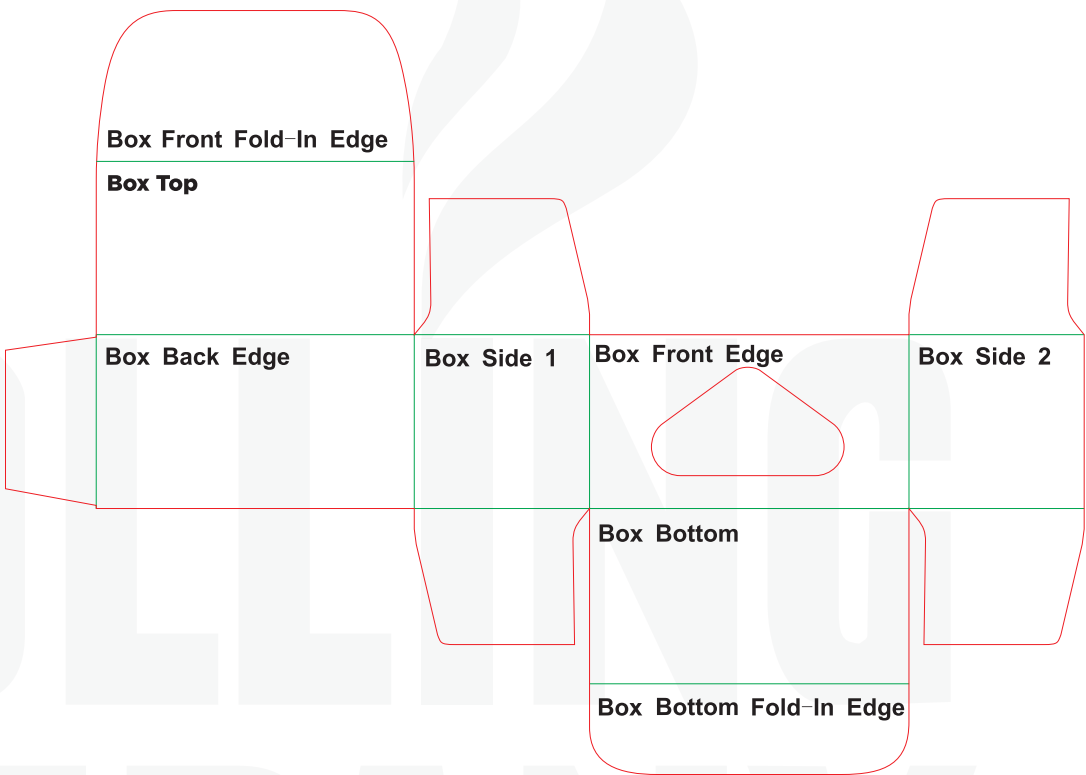 Box Front Fold-In Edge
Box Top
Box Back Edge
Box Side 1
Box Front Edge
Box Side 2
Box Bottom
Box Bottom Fold-In Edge
OLLING